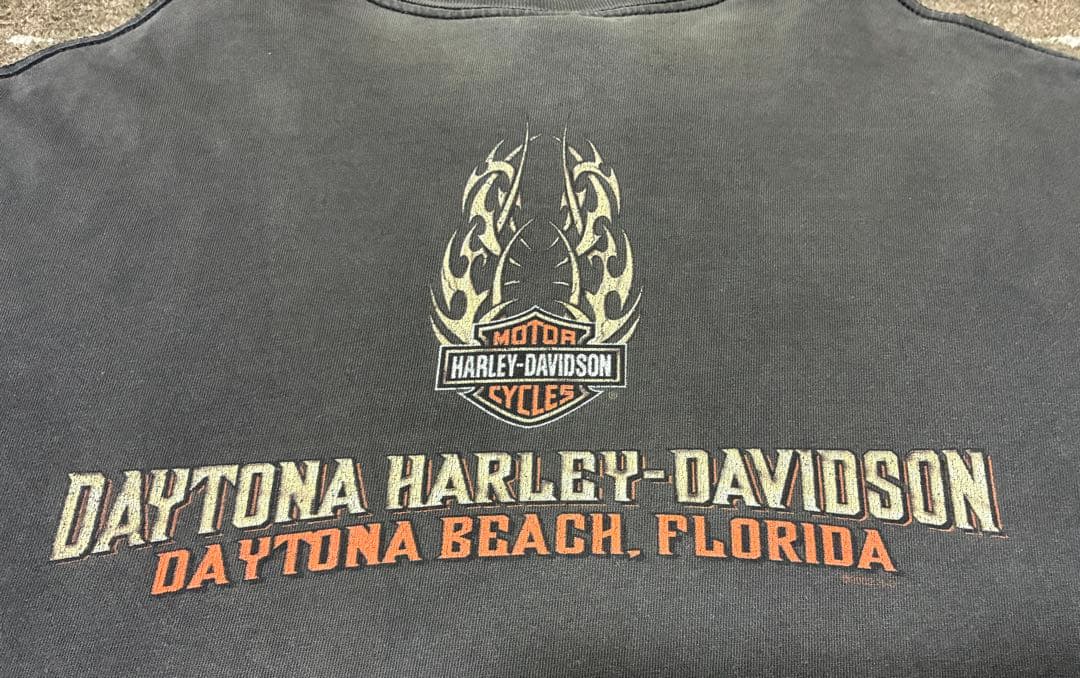 MOTOR
HARLEY-DAVIDSON
CYCLES
®
DAYTONA HARLEY-DAVIDSON
DAYTONA BEACH, FLORIDA